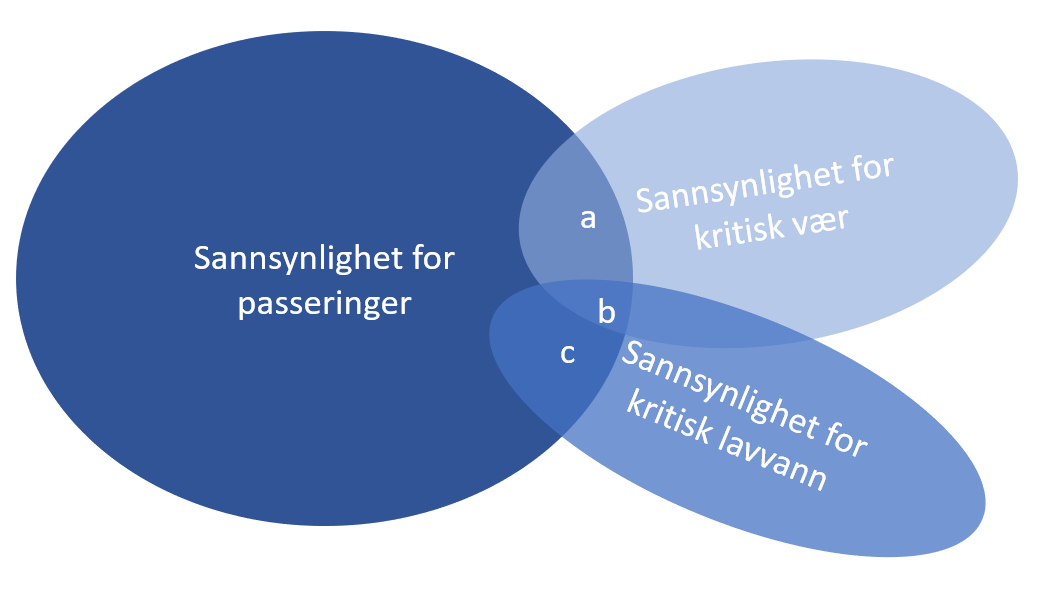 Sannsynlighet for
passeringer
a
Sannsynlighet for
kritisk vær
b
c
Sannsynlighet for
kritisk lavvann